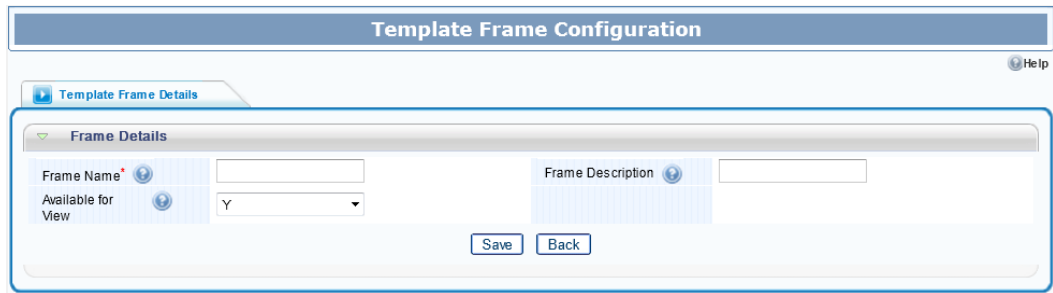 Template Frame Configuration
Help
Template Frame Details
Frame Details
Frame Name*
Frame Description
Available for
View
Y
Save
Back